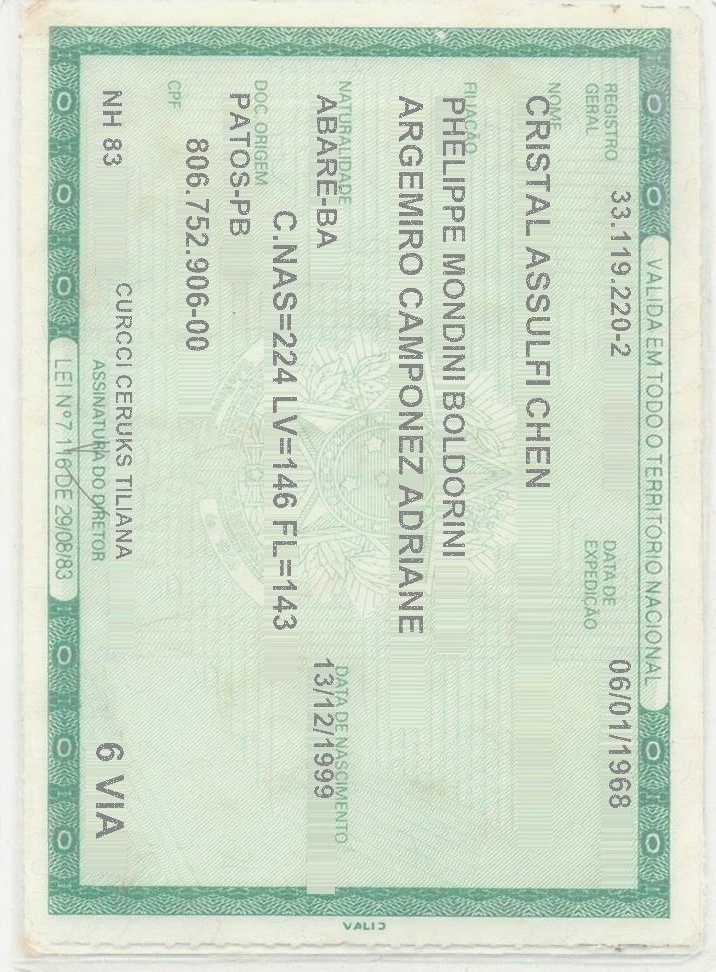 VALIDA EM TODO O TERRITÓRIO NACIONAL
REGISTRO GERAL 33.119.220-2 DATA DE EXPEDIÇÃO 06/01/1968
NOME
CRISTAL ASSULFI CHEN
FILIAÇÃO
PHELIPPE MONDINI BOLDORINI
ARGEMIRO CAMPONEZ ADRIANE
NATURALIDADE DATA DE NASCIMENTO
ABARÉ-BA 13/12/1999
C.NAS=224 LV=146 FL=143
DOC ORIGEM
PATOS-PB
806.752.906-00
CPF
CURCCI CERUKS TILIANA
NH 83 6 VIA
ASSINATURA DO DIRETOR
LEI Nº 7.116 DE 29/08/83